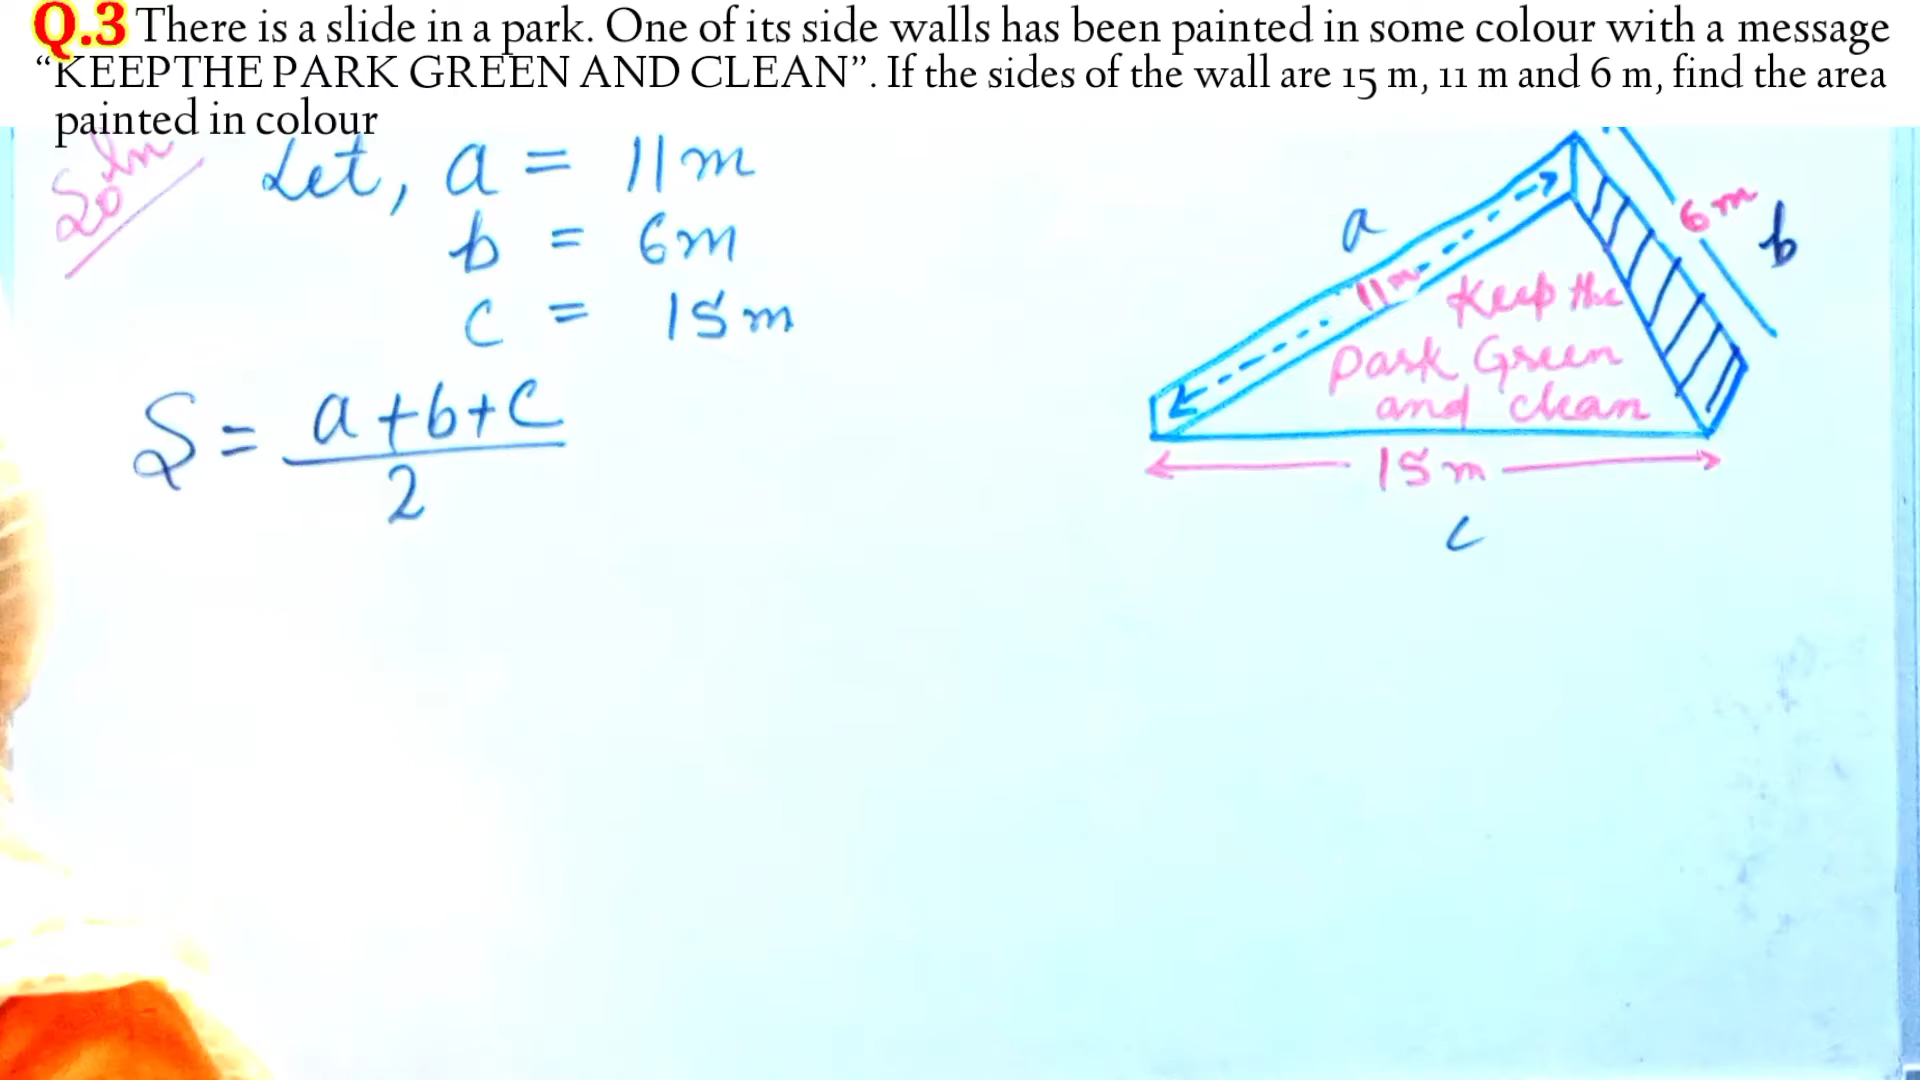 Q.3 There is a slide in a park. One of its side walls has been painted in some colour with a message
“KEEPTHE PARK GREEN AND CLEAN”. If the sides of the wall are 15 m, 11 m and 6 m, find the area
painted in colour
Soln
Let, a = 11m
b = 6m
c = 15m
S = a+b+c
2
a
6m
b
11m
Keep the
Park Green
and clean
15m
c